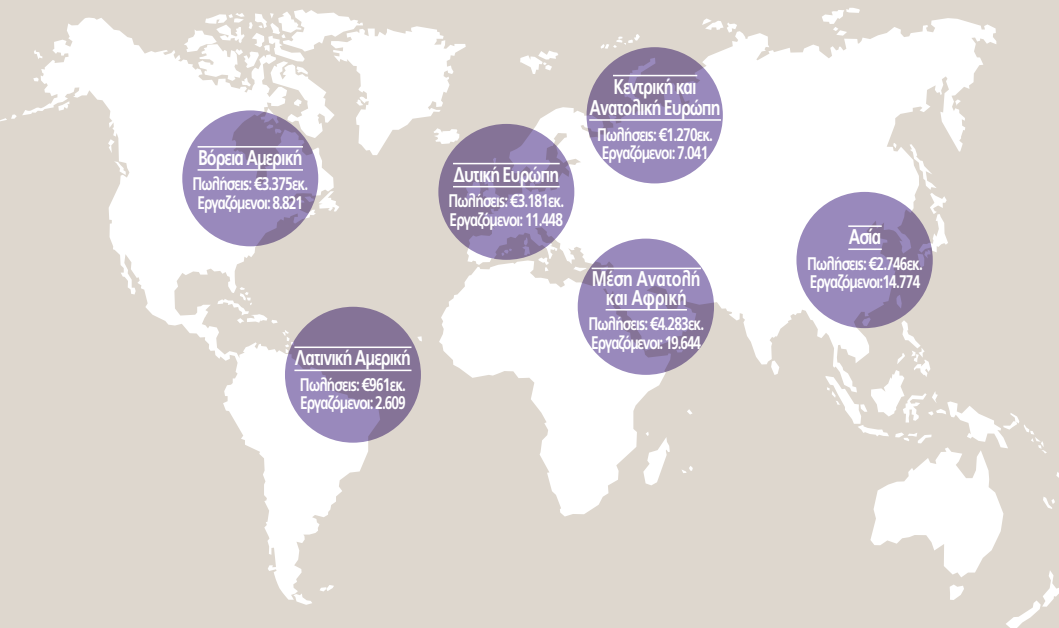 Κεντρική και
Ανατολική Ευρώπη
Πωλήσεις: €1.270εκ.
Εργαζόμενοι: 7.041
Βόρεια Αμερική
Πωλήσεις: €3.375εκ.
Εργαζόμενοι: 8.821
Δυτική Ευρώπη
Πωλήσεις: €3.181εκ.
Εργαζόμενοι: 11.448
Ασία
Πωλήσεις: €2.746εκ.
Εργαζόμενοι:14.774
Μέση Ανατολή
και Αφρική
Πωλήσεις: €4.283εκ.
Εργαζόμενοι: 19.644
Λατινική Αμερική
Πωλήσεις: €961εκ.
Εργαζόμενοι: 2.609